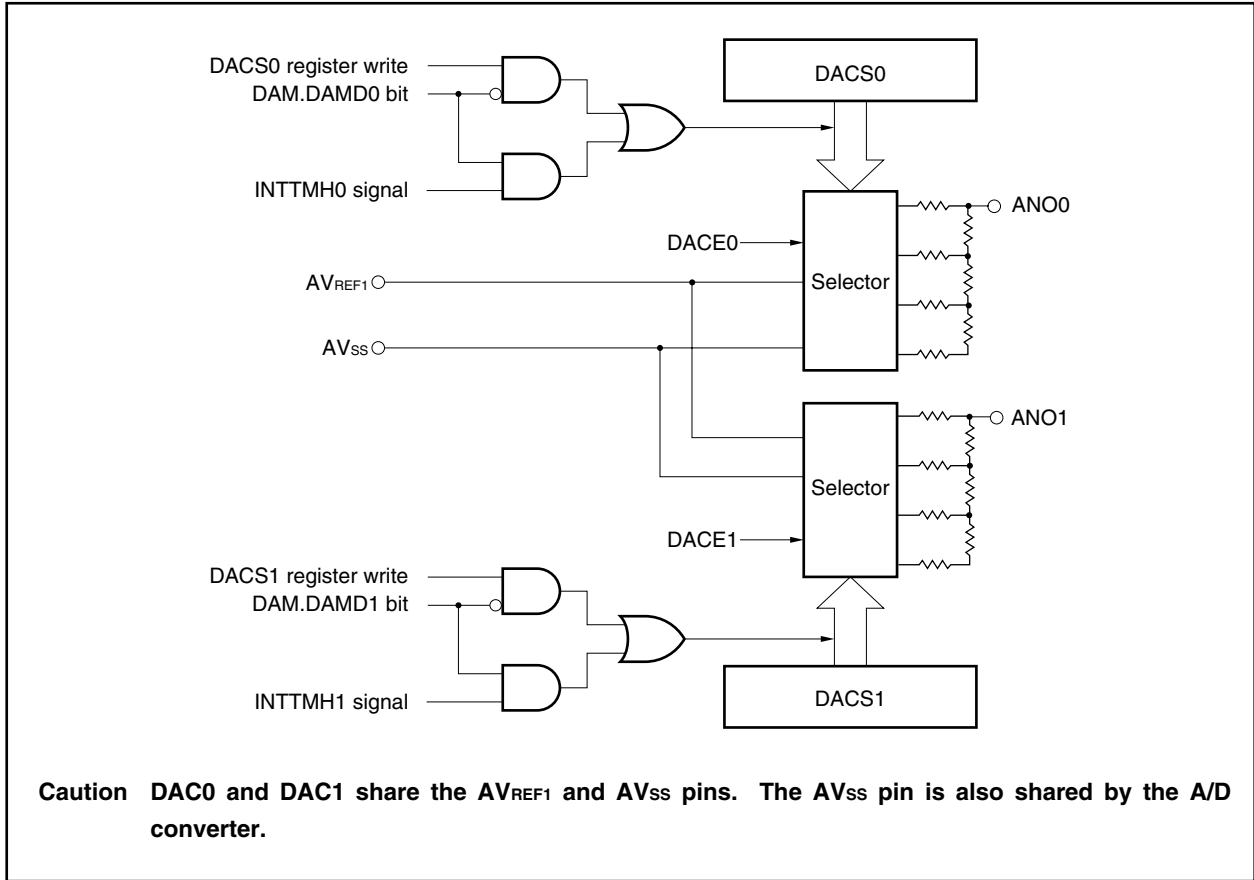 DACS0 register write
DAM.DAMD0 bit
INTTMH0 signal
DACS0
ANO0
DACE0
Selector
AVREF1
AVSS
ANO1
Selector
DACE1
DACS1 register write
DAM.DAMD1 bit
INTTMH1 signal
DACS1
Caution DAC0 and DAC1 share the AVREF1 and AVSS pins. The AVSS pin is also shared by the A/D
converter.